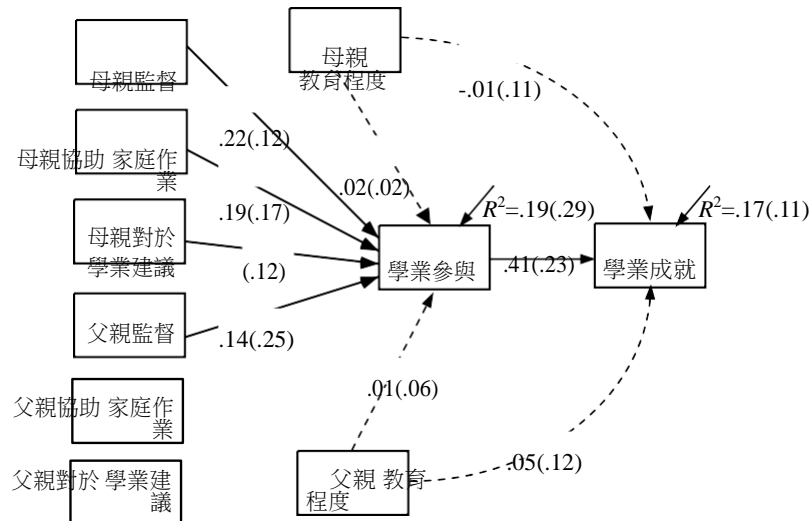 母親監督
母親協助 家庭作
業
母親對於
學業建議
父親監督
父親協助 家庭作
業
父親對於 學業建
議
母親
教育程度
-.01(.11)
.22(.12)
.02(.02)
.19(.17)
(.12)
.14(.25)
R²=.19(.29)
R²=.17(.11)
學業參與
.41(.23)
學業成就
.01(.06)
.05(.12)
父親 教育
程度